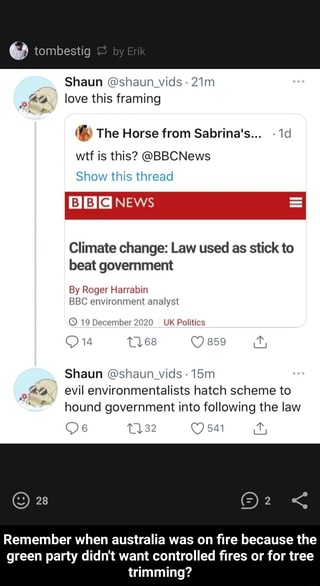 tombestig by Erik
Shaun @shaun_vids · 21m
love this framing
The Horse from Sabrina's... · 1d
wtf is this? @BBCNews
Show this thread
BBC NEWS
Climate change: Law used as stick to
beat government
By Roger Harrabin
BBC environment analyst
19 December 2020 UK Politics
14 68 859
Shaun @shaun_vids · 15m
evil environmentalists hatch scheme to
hound government into following the law
6 32 541
28 2
Remember when australia was on fire because the
green party didn't want controlled fires or for tree
trimming?